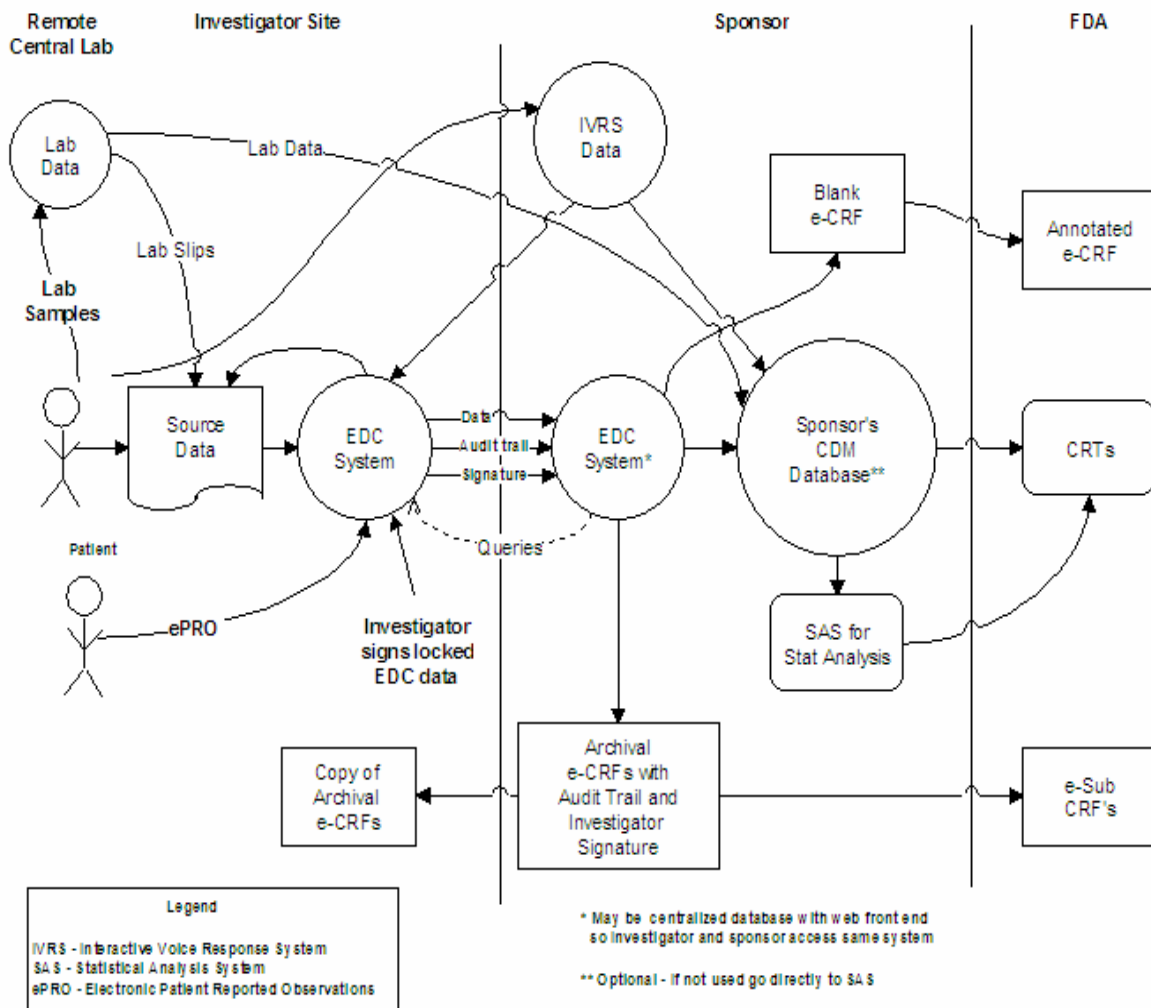 Remote
Central Lab
Investigator Site
Sponsor
FDA
Lab
Data
Lab Data
IVRS
Data
Blank
e-CRF
Annotated
e-CRF
Lab Slips
Lab
Samples
Source
Data
EDC
System
Data
Audit trail
Signature
EDC
System*
Sponsor's
CDM
Database**
CRTs
Queries
Patient
ePRO
Investigator
signs locked
EDC data
SAS for
Stat Analysis
Copy of
Archival
e-CRFs
Archival
e-CRFs with
Audit Trail and
Investigator
Signature
e-Sub
CRF's
Legend
IVRS - Interactive Voice Response System
SAS - Statistical Analysis System
ePRO - Electronic Patient Reported Observations
* May be centralized database with web front end
so investigator and sponsor access same system
** Optional - if not used go directly to SAS